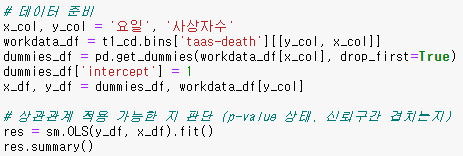 # 데이터 준비
x_col, y_col = '요일', '사상자수'
workdata_df = t1_cd.bins['taas-death'][[y_col, x_col]]
dummies_df = pd.get_dummies(workdata_df[x_col], drop_first=True)
dummies_df['intercept'] = 1
x_df, y_df = dummies_df, workdata_df[y_col]
# 상관관계 적용 가능한 지 판단 (p-value 상태, 신뢰구간 겹치는지)
res = sm.OLS(y_df, x_df).fit()
res.summary()